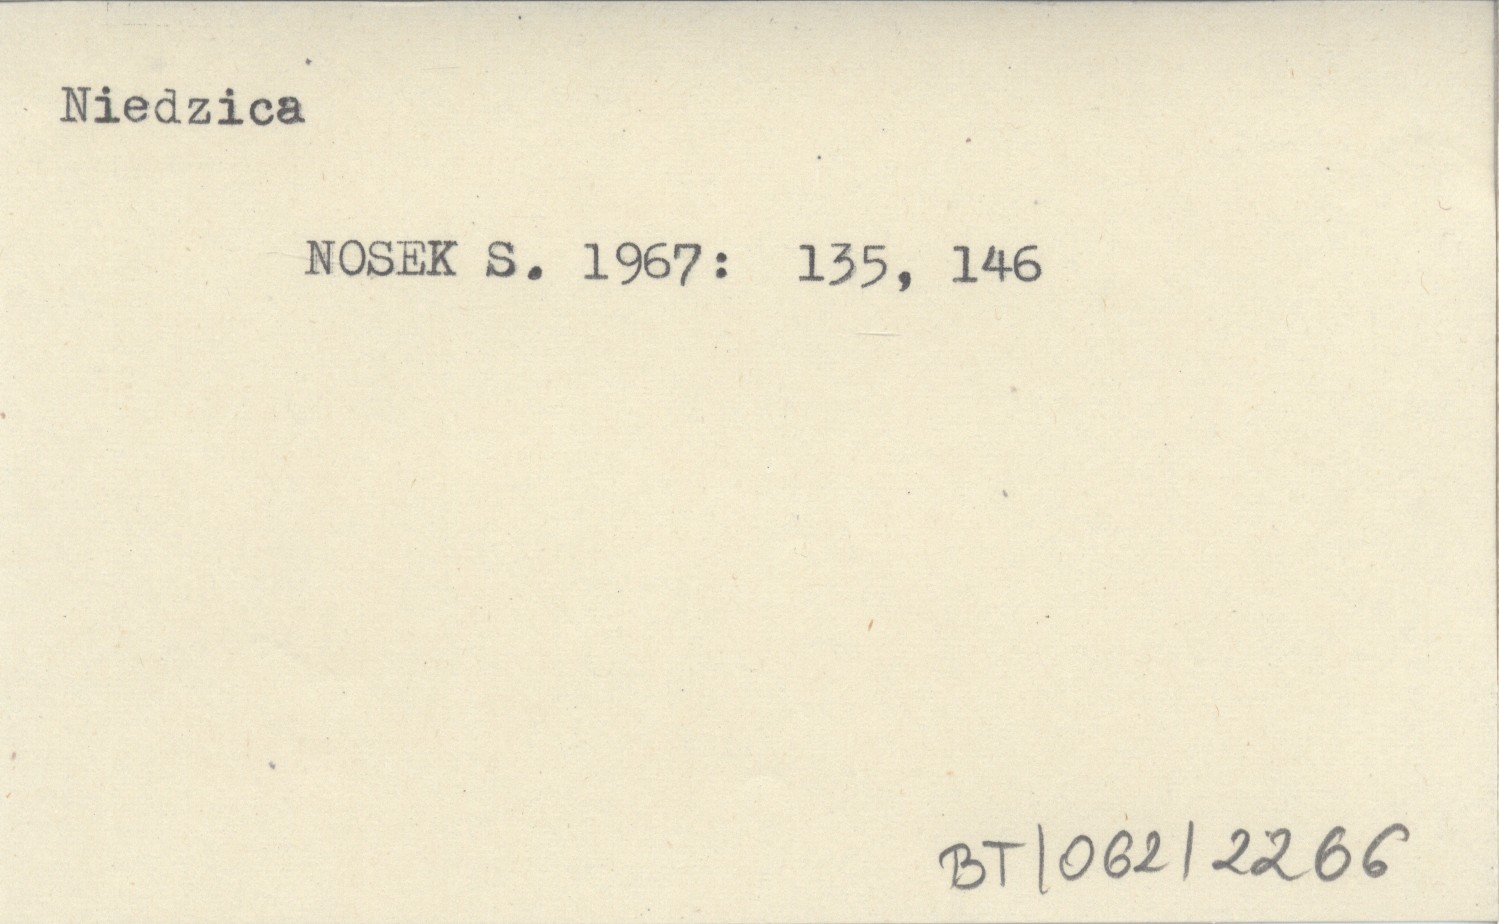 Niedzica
NOSEK S. 1967: 135, 146
BT/062/2266